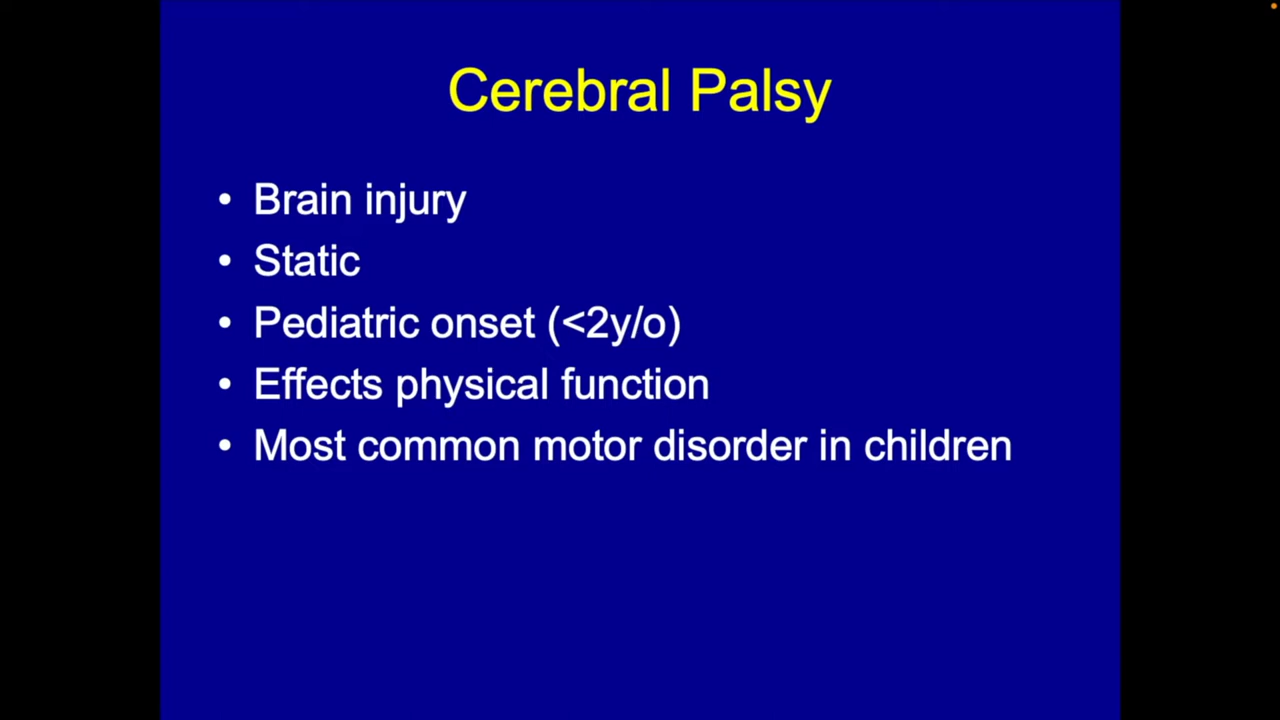 Cerebral Palsy
• Brain injury
• Static
• Pediatric onset (<2y/o)
• Effects physical function
• Most common motor disorder in children